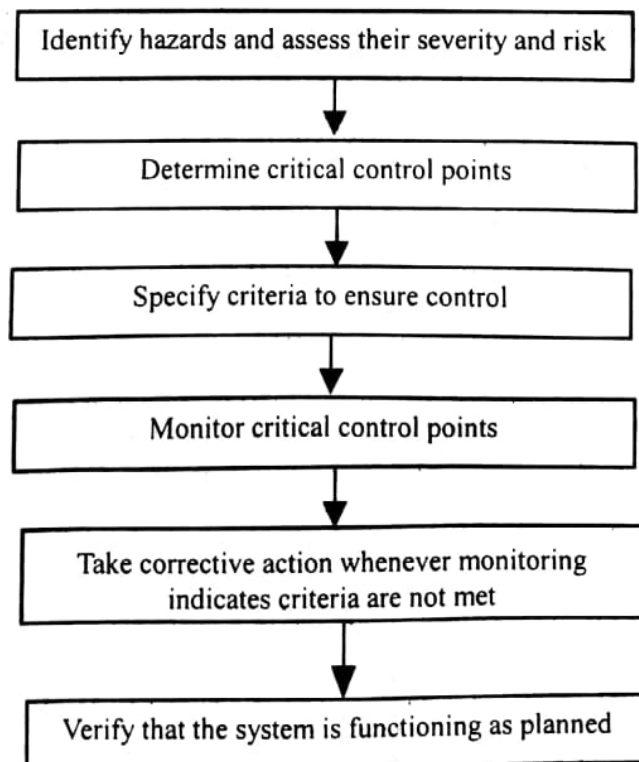 Identify hazards and assess their severity and risk
Determine critical control points
Specify criteria to ensure control
Monitor critical control points
Take corrective action whenever monitoring
indicates criteria are not met
Verify that the system is functioning as planned